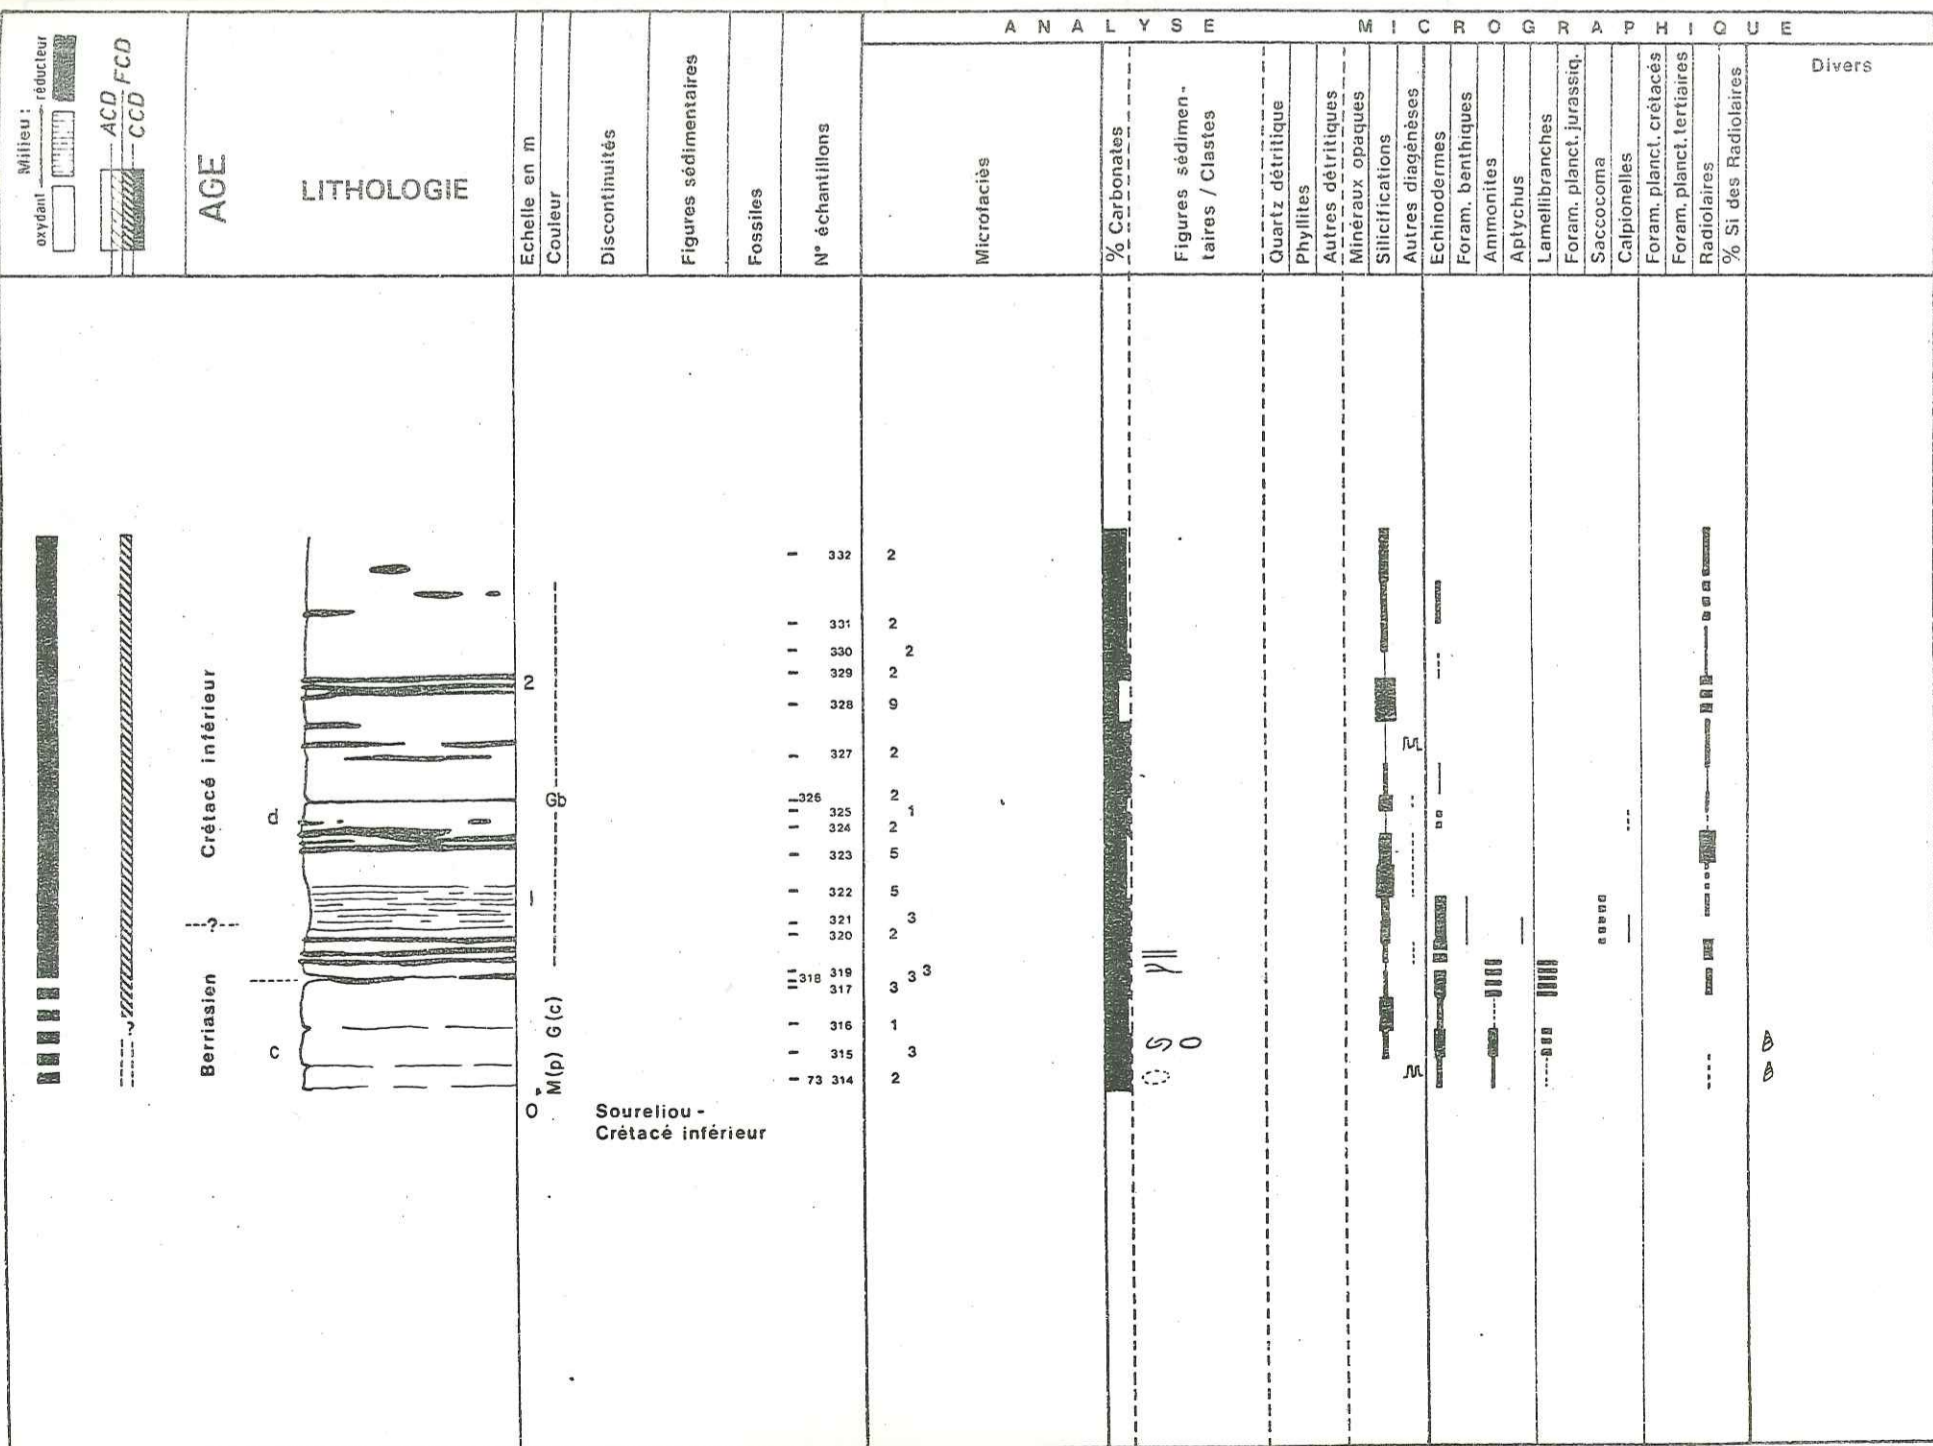 ANALYSE MICROGRAPHIQUE
Milieu :
oxydant réducteur
ACD
FCD
CCD
AGE
LITHOLOGIE
Echelle en m
Couleur
Discontinuités
Figures sédimentaires
Fossiles
N° échantillons
Microfaciès
% Carbonates
Figures sédimen-
taires / Clastes
Quartz détritique
Phyllites
Autres détritiques
Minéraux opaques
Silicifications
Autres diagénèses
Echinodermes
Foram. benthiques
Ammonites
Aptychus
Lamellibranches
Foram. planct. jurassiq.
Saccocoma
Calpionelles
Foram. planct. crétacés
Foram. planct. tertiaires
Radiolaires
% Si des Radiolaires
Divers
332 2
331 2
330 2
329 2
2
328 9
327 2
Crétacé inférieur
326 2
Gb
325 1
d
324 2
323 5
322 5
1
321 3
?
320 2
319 3
318 3
317 3
Berriasien
M(p) G(c)
316 1
?
315 3
c
73 314 2
0
Soureliou -
Crétacé inférieur